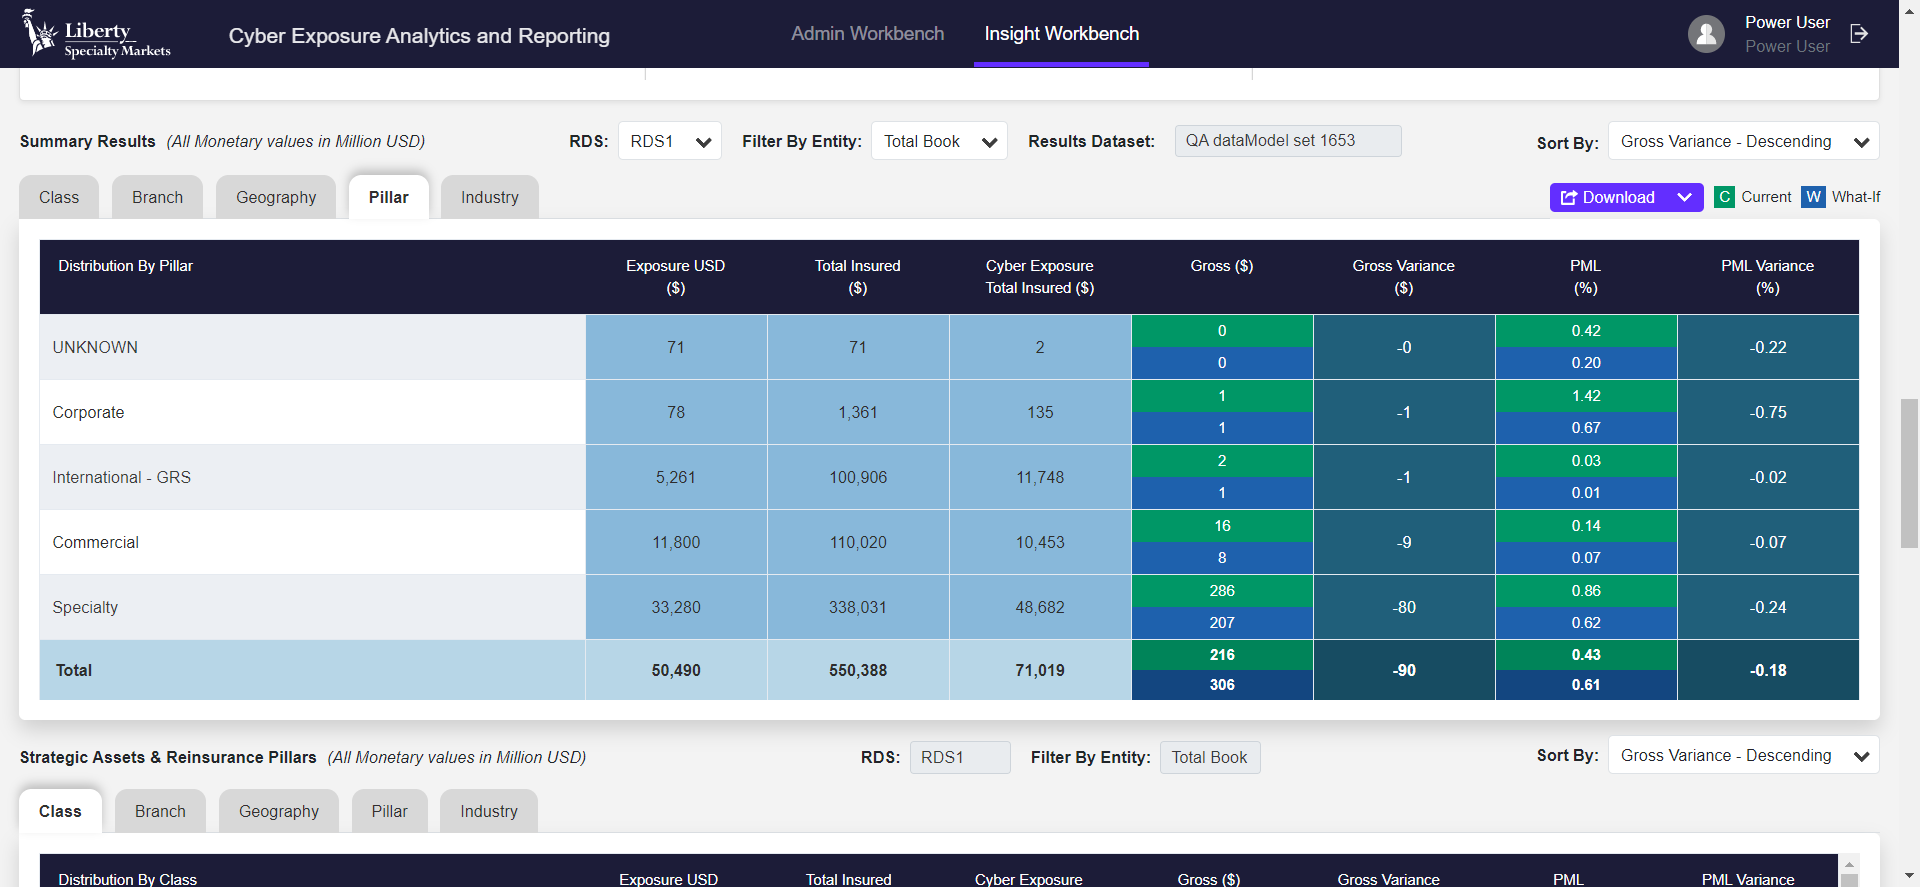 Liberty
Specialty Markets
Cyber Exposure Analytics and Reporting
Admin Workbench
Insight Workbench
Power User
Power User
Summary Results (All Monetary values in Million USD)
RDS: RDS1
Filter By Entity: Total Book
Results Dataset: QA dataModel set 1653
Sort By: Gross Variance - Descending
Class Branch Geography Pillar Industry
Download
C Current W What-If
Distribution By Pillar
Exposure USD
($)
Total Insured
($)
Cyber Exposure
Total Insured ($)
Gross ($)
Gross Variance
($)
PML
(%)
PML Variance
(%)
UNKNOWN 71 71 2 0 0 -0 0.42 0.20 -0.22
Corporate 78 1,361 135 1 1 -1 1.42 0.67 -0.75
International - GRS 5,261 100,906 11,748 2 1 -1 0.03 0.01 -0.02
Commercial 11,800 110,020 10,453 16 8 -9 0.14 0.07 -0.07
Specialty 33,280 338,031 48,682 286 207 -80 0.86 0.62 -0.24
Total 50,490 550,388 71,019 216 306 -90 0.43 0.61 -0.18
Strategic Assets & Reinsurance Pillars (All Monetary values in Million USD)
RDS: RDS1
Filter By Entity: Total Book
Sort By: Gross Variance - Descending
Class Branch Geography Pillar Industry
Distribution By Class Exposure USD Total Insured Cyber Exposure Gross ($) Gross Variance PML PML Variance